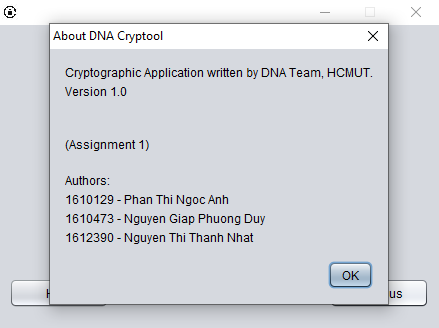 About DNA Cryptool
Cryptographic Application written by DNA Team, HCMUT.
Version 1.0
(Assignment 1)
Authors:
1610129 - Phan Thi Ngoc Anh
1610473 - Nguyen Giap Phuong Duy
1612390 - Nguyen Thi Thanh Nhat
OK